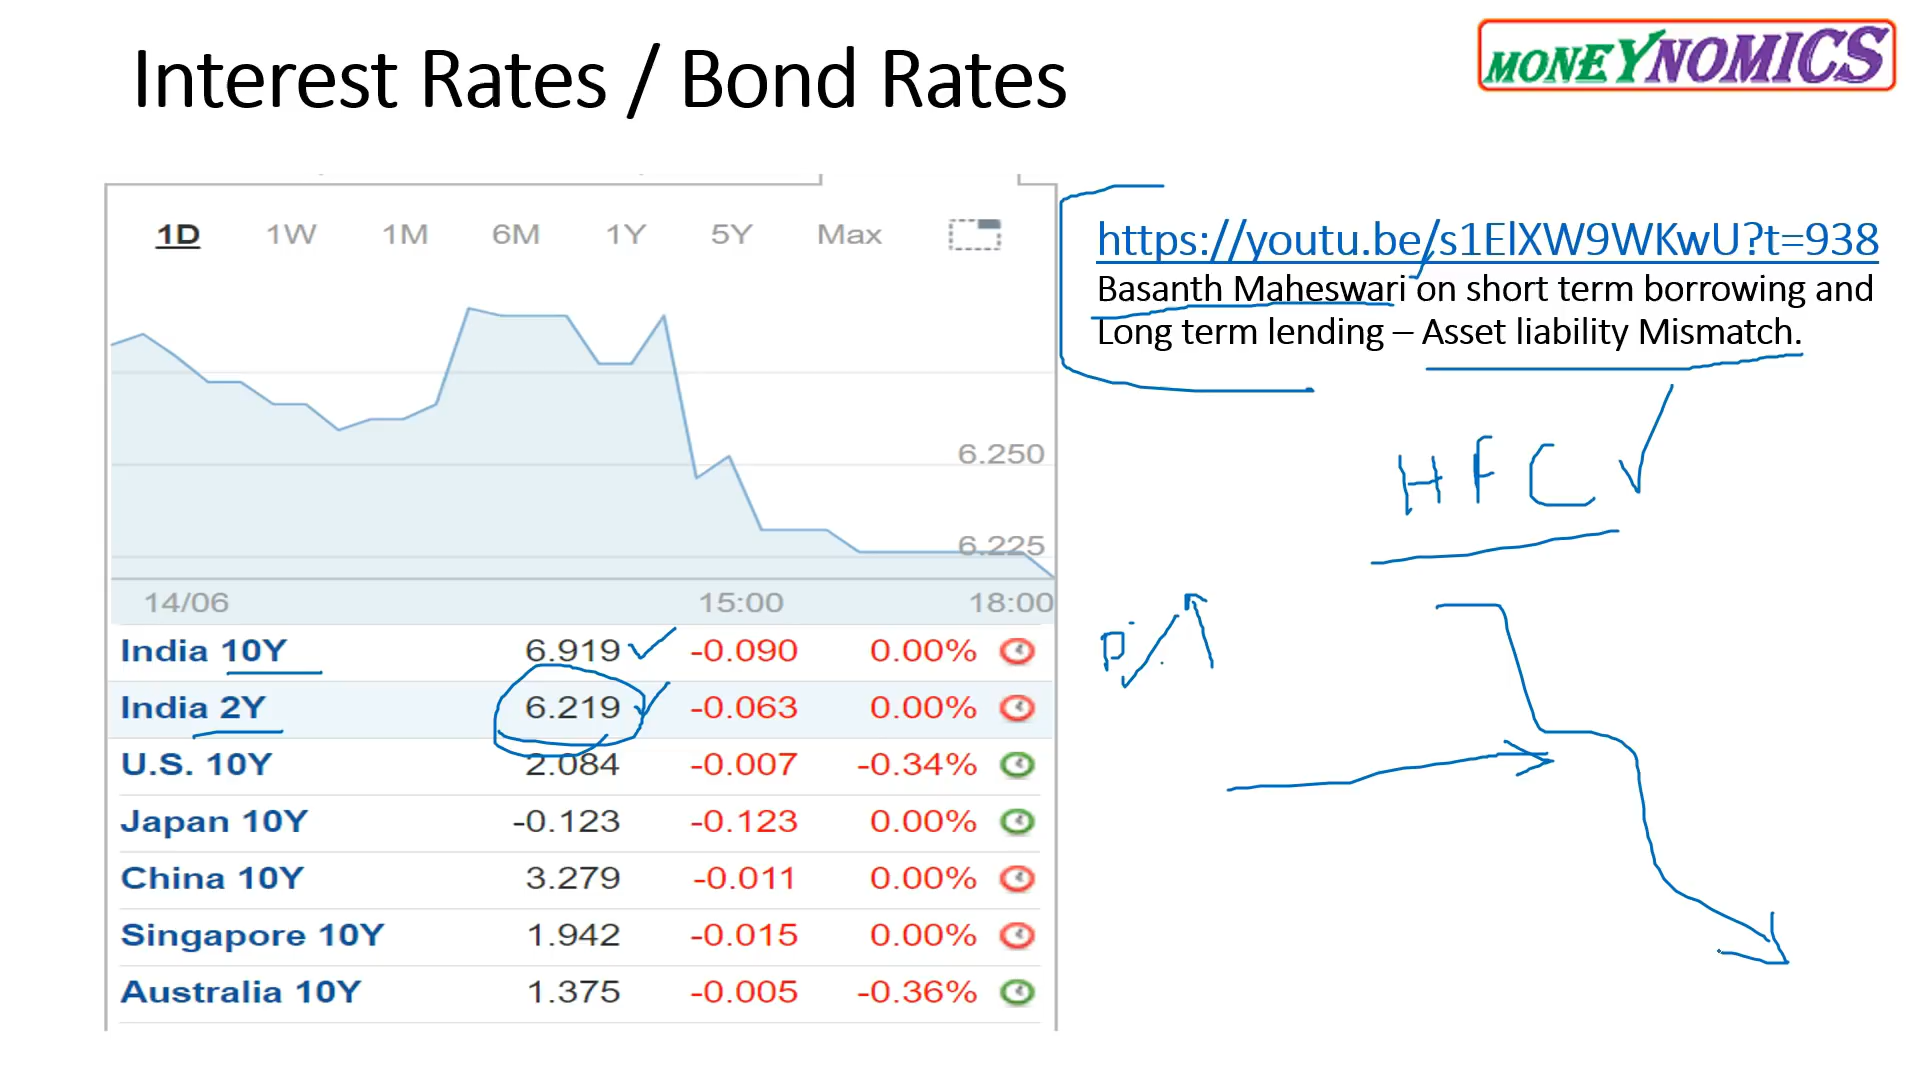 Interest Rates / Bond Rates
MONEYNOMICS
1D 1W 1M 6M 1Y 5Y Max
https://youtu.be/s1ElXW9WKwU?t=938
Basanth Maheswari on short term borrowing and
Long term lending – Asset liability Mismatch.
HFC
6.250
6.225
14/06 15:00 18:00
India 10Y 6.919 -0.090 0.00%
India 2Y 6.219 -0.063 0.00%
U.S. 10Y 2.084 -0.007 -0.34%
Japan 10Y -0.123 -0.123 0.00%
China 10Y 3.279 -0.011 0.00%
Singapore 10Y 1.942 -0.015 0.00%
Australia 10Y 1.375 -0.005 -0.36%